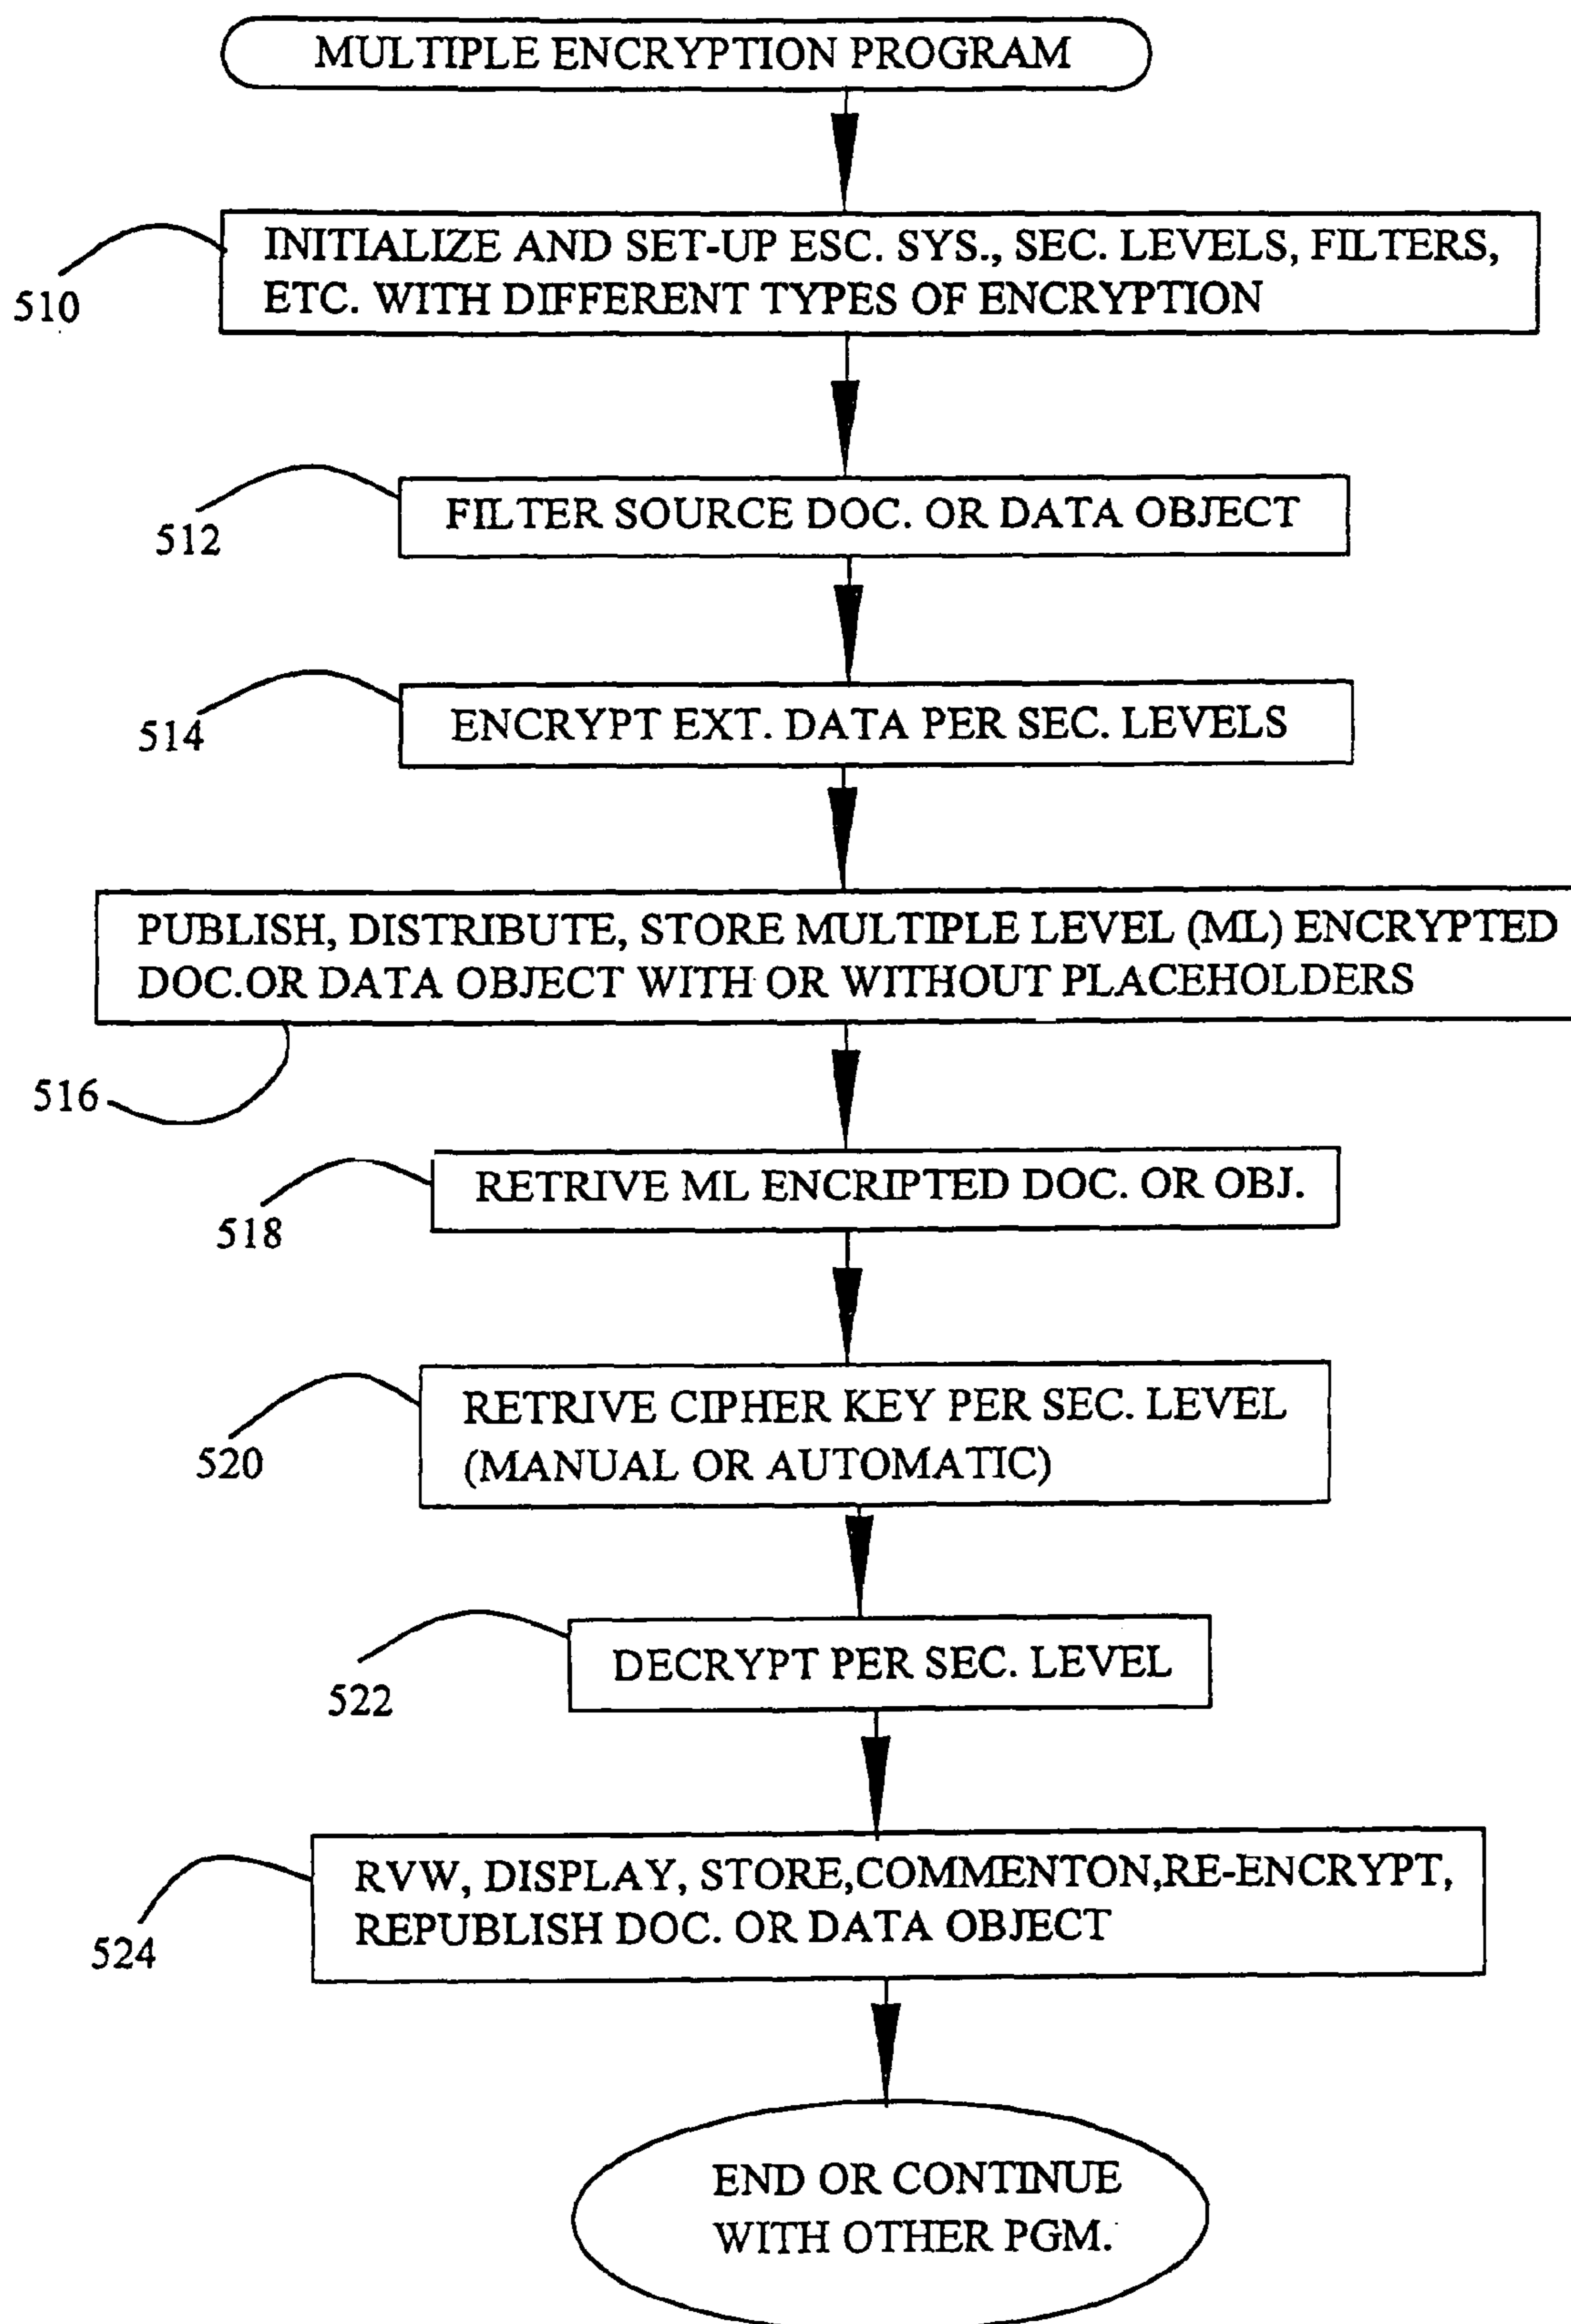 MULTIPLE ENCRYPTION PROGRAM
INITIALIZE AND SET-UP ESC. SYS., SEC. LEVELS, FILTERS,
ETC. WITH DIFFERENT TYPES OF ENCRYPTION
510
FILTER SOURCE DOC. OR DATA OBJECT
512
ENCRYPT EXT. DATA PER SEC. LEVELS
514
PUBLISH, DISTRIBUTE, STORE MULTIPLE LEVEL (ML) ENCRYPTED
DOC.OR DATA OBJECT WITH OR WITHOUT PLACEHOLDERS
516
RETRIVE ML ENCRIPTED DOC. OR OBJ.
518
RETRIVE CIPHER KEY PER SEC. LEVEL
(MANUAL OR AUTOMATIC)
520
DECRYPT PER SEC. LEVEL
522
RVW, DISPLAY, STORE,COMMENTON,RE-ENCRYPT,
REPUBLISH DOC. OR DATA OBJECT
524
END OR CONTINUE
WITH OTHER PGM.